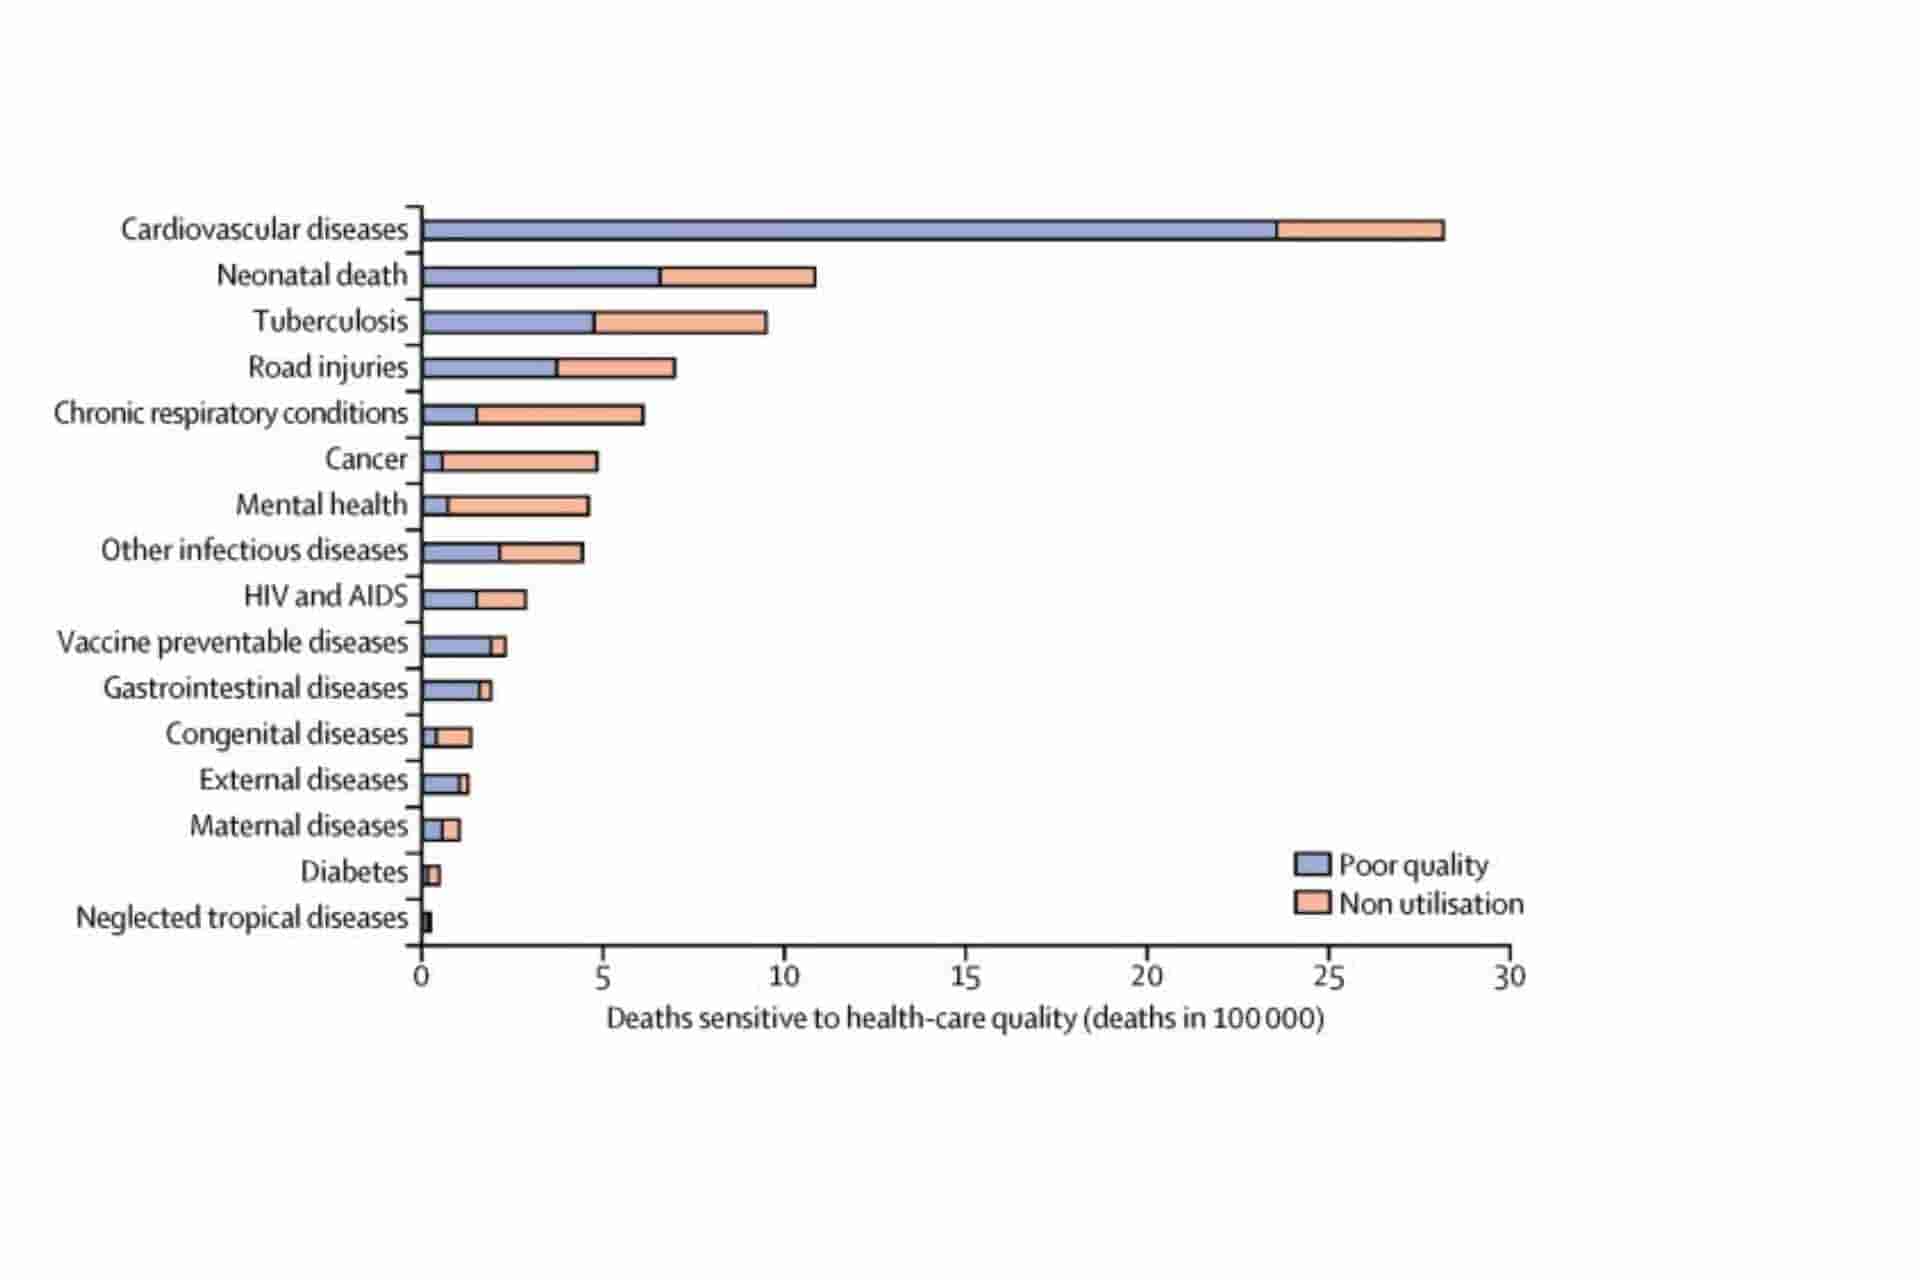 Cardiovascular diseases
Neonatal death
Tuberculosis
Road injuries
Chronic respiratory conditions
Cancer
Mental health
Other infectious diseases
HIV and AIDS
Vaccine preventable diseases
Gastrointestinal diseases
Congenital diseases
External diseases
Maternal diseases
Diabetes
Neglected tropical diseases
Poor quality
Non utilisation
0 5 10 15 20 25 30
Deaths sensitive to health-care quality (deaths in 100 000)